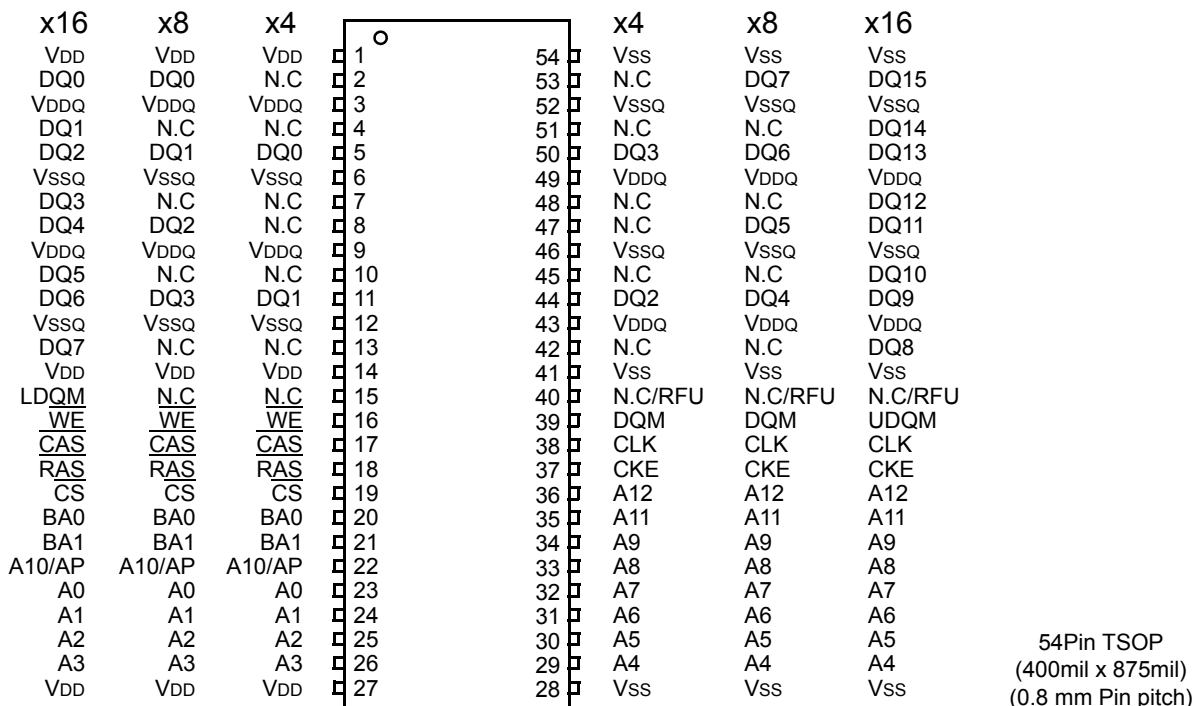 x16 x8 x4 x4 x8 x16
VDD VDD VDD 1 54 VSS VSS VSS
DQ0 DQ0 N.C 2 53 N.C DQ7 DQ15
VDDQ VDDQ VDDQ 3 52 VSSQ VSSQ VSSQ
DQ1 N.C N.C 4 51 N.C N.C DQ14
DQ2 DQ1 DQ0 5 50 DQ3 DQ6 DQ13
VSSQ VSSQ VSSQ 6 49 VDDQ VDDQ VDDQ
DQ3 N.C N.C 7 48 N.C N.C DQ12
DQ4 DQ2 N.C 8 47 N.C DQ5 DQ11
VDDQ VDDQ VDDQ 9 46 VSSQ VSSQ VSSQ
DQ5 N.C N.C 10 45 N.C N.C DQ10
DQ6 DQ3 DQ1 11 44 DQ2 DQ4 DQ9
VSSQ VSSQ VSSQ 12 43 VDDQ VDDQ VDDQ
DQ7 N.C N.C 13 42 N.C N.C DQ8
VDD VDD VDD 14 41 VSS VSS VSS
LDQM N.C N.C 15 40 N.C/RFU N.C/RFU N.C/RFU
WE WE WE 16 39 DQM DQM UDQM
CAS CAS CAS 17 38 CLK CLK CLK
RAS RAS RAS 18 37 CKE CKE CKE
CS CS CS 19 36 A12 A12 A12
BA0 BA0 BA0 20 35 A11 A11 A11
BA1 BA1 BA1 21 34 A9 A9 A9
A10/AP A10/AP A10/AP 22 33 A8 A8 A8
A0 A0 A0 23 32 A7 A7 A7
A1 A1 A1 24 31 A6 A6 A6
A2 A2 A2 25 30 A5 A5 A5
A3 A3 A3 26 29 A4 A4 A4
VDD VDD VDD 27 28 VSS VSS VSS
54Pin TSOP
(400mil x 875mil)
(0.8 mm Pin pitch)